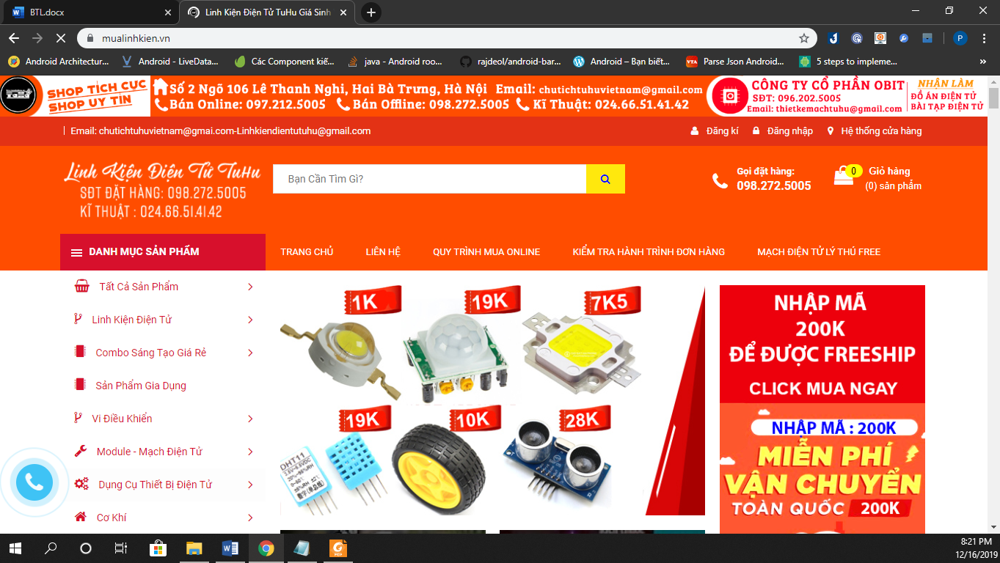 BTL.docx
Linh Kiện Điện Tử TuHu Giá Sinh
mualinhkien.vn
P
Android Architectur...
Android - LiveData...
Các Component kiế...
java - Android roo...
rajdeol/android-bar...
Android – Bạn biết...
Parse Json Android...
5 steps to impleme...
SHOP TÍCH CỰC
SHOP UY TÍN
Số 2 Ngõ 106 Lê Thanh Nghi, Hai Bà Trưng, Hà Nội Email: chutichtuhuvietnam@gmail.com
Bán Online: 097.212.5005 Bán Offline: 098.272.5005 Kĩ Thuật: 024.66.51.41.42
CÔNG TY CỔ PHẦN OBIT
SĐT: 096.202.5005
Email: thietkemachtuhu@gmail.com
NHẬN LÀM
ĐỒ ÁN ĐIỆN TỬ
BÀI TẬP ĐIỆN TỬ
Email: chutichtuhuvietnam@gmai.com-Linhkiendientutuhu@gmail.com
Đăng kí
Đăng nhập
Hệ thống cửa hàng
Linh Kiện Điện Tử TuHu
SĐT ĐẶT HÀNG: 098.272.5005
KĨ THUẬT : 024.66.51.41.42
Bạn Cần Tìm Gì?
Gọi đặt hàng:
098.272.5005
0
Giỏ hàng
(0) sản phẩm
DANH MỤC SẢN PHẨM
TRANG CHỦ
LIÊN HỆ
QUY TRÌNH MUA ONLINE
KIỂM TRA HÀNH TRÌNH ĐƠN HÀNG
MẠCH ĐIỆN TỬ LÝ THÚ FREE
Tất Cả Sản Phẩm
Linh Kiện Điện Tử
Combo Sáng Tạo Giá Rẻ
Sản Phẩm Gia Dụng
Vi Điều Khiển
Module - Mạch Điện Tử
Dụng Cụ Thiết Bị Điện Tử
Cơ Khí
1K
19K
7K5
19K
10K
28K
DHT11
NHẬP MÃ
200K
ĐỂ ĐƯỢC FREESHIP
CLICK MUA NGAY
NHẬP MÃ : 200K
MIỄN PHÍ
VẬN CHUYỂN
TOÀN QUỐC 200K
8:21 PM
12/16/2019